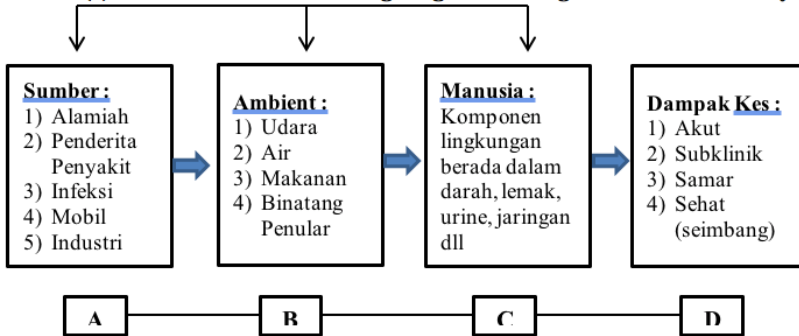 Sumber :
1) Alamiah
2) Penderita
Penyakit
3) Infeksi
4) Mobil
5) Industri
Ambient :
1) Udara
2) Air
3) Makanan
4) Binatang
Penular
Manusia :
Komponen
lingkungan
berada dalam
darah, lemak,
urine, jaringan
dll
Dampak Kes :
1) Akut
2) Subklinik
3) Samar
4) Sehat
(seimbang)
A
B
C
D